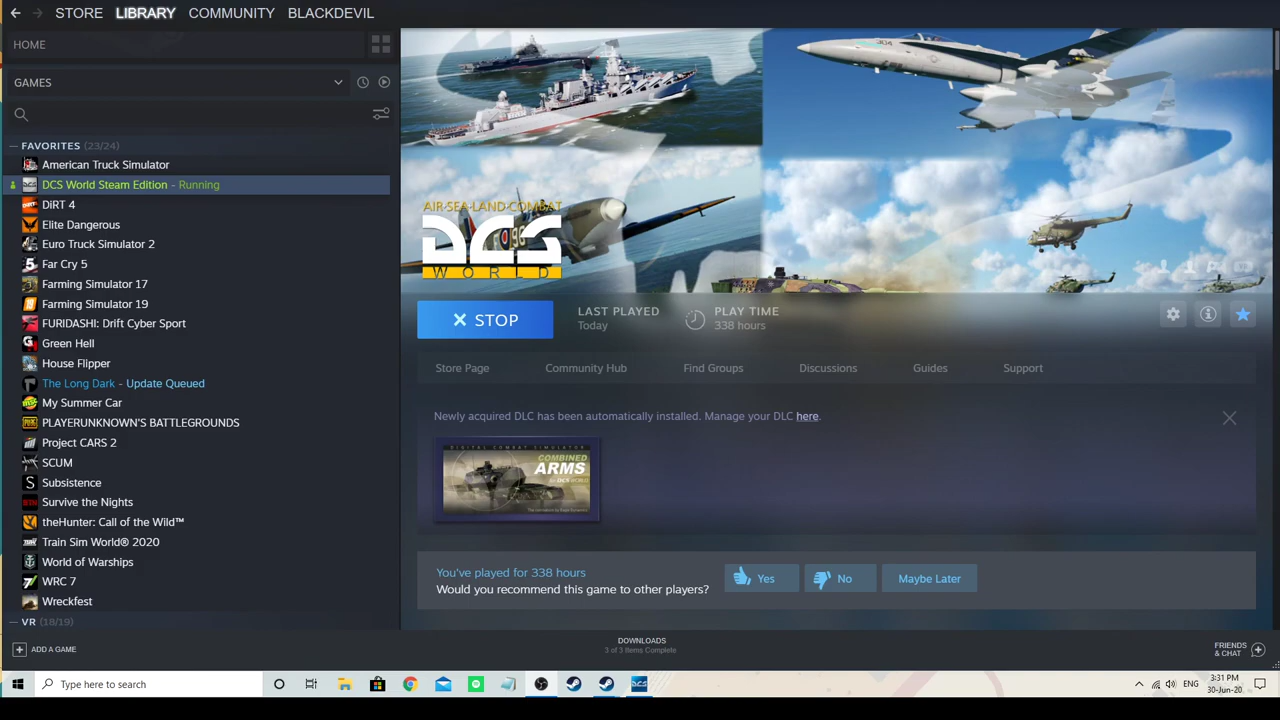 STORE LIBRARY COMMUNITY BLACKDEVIL
HOME
GAMES
FAVORITES (23/24)
American Truck Simulator
DCS World Steam Edition - Running
DiRT 4
Elite Dangerous
Euro Truck Simulator 2
Far Cry 5
Farming Simulator 17
Farming Simulator 19
FURIDASHI: Drift Cyber Sport
Green Hell
House Flipper
The Long Dark - Update Queued
My Summer Car
PLAYERUNKNOWN'S BATTLEGROUNDS
Project CARS 2
SCUM
Subsistence
Survive the Nights
theHunter: Call of the Wild™
Train Sim World® 2020
World of Warships
WRC 7
Wreckfest
VR (18/19)
ADD A GAME
AIR·SEA·LAND·COMBAT
DCS
WORLD
STOP
LAST PLAYED
Today
PLAY TIME
338 hours
Store Page Community Hub Find Groups Discussions Guides Support
Newly acquired DLC has been automatically installed. Manage your DLC here.
DIGITAL COMBAT SIMULATOR
COMBINED
ARMS
You've played for 338 hours
Would you recommend this game to other players?
Yes No Maybe Later
DOWNLOADS
3 of 3 Items Complete
FRIENDS
& CHAT
Type here to search
ENG
3:31 PM
30-Jun-20